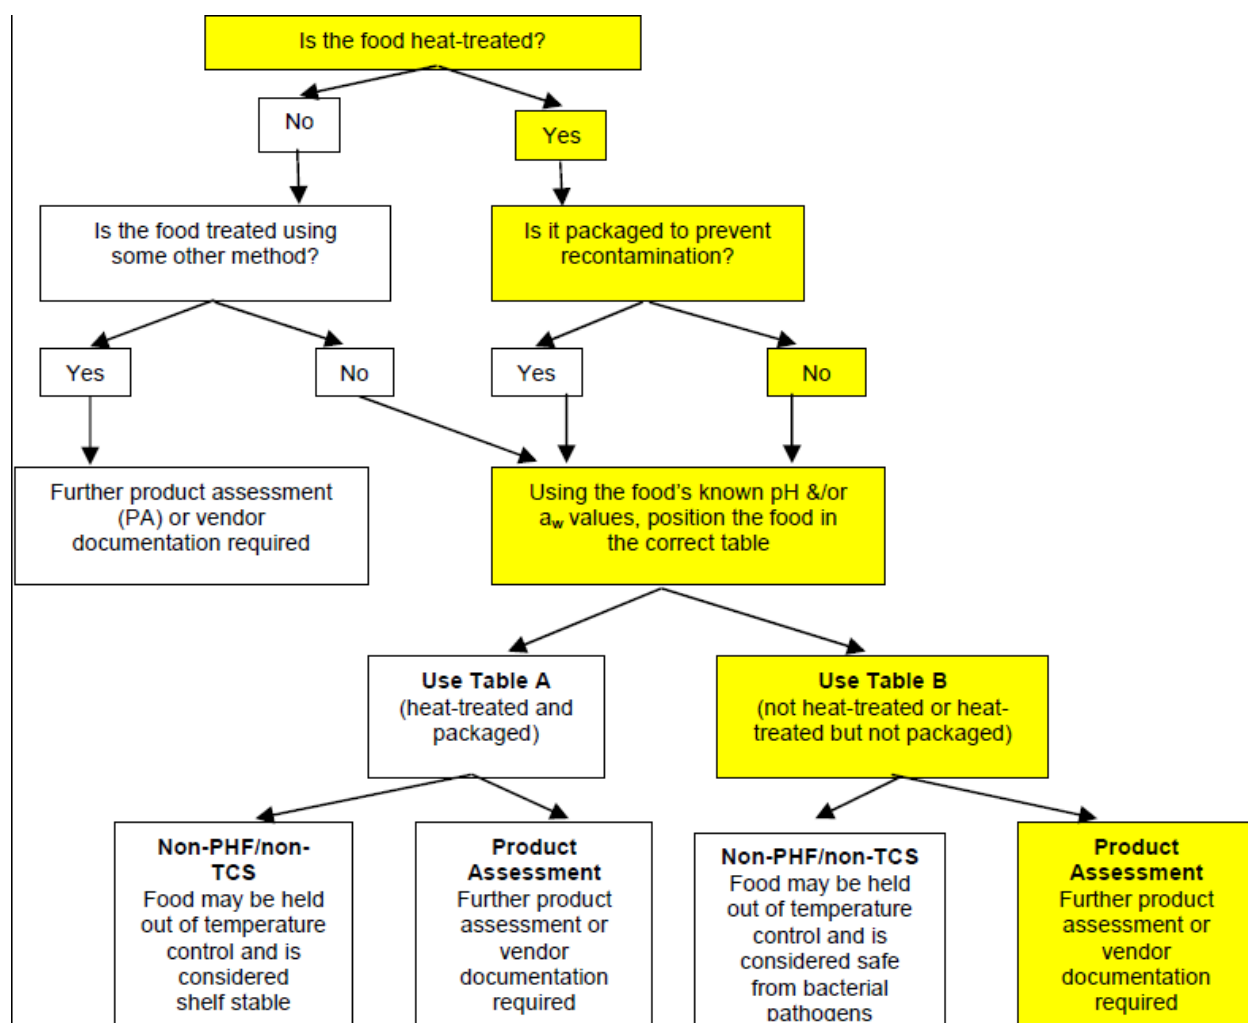 Is the food heat-treated?
No
Yes
Is the food treated using
some other method?
Is it packaged to prevent
recontamination?
Yes
No
Yes
No
Further product assessment
(PA) or vendor
documentation required
Using the food's known pH &/or
aw values, position the food in
the correct table
Use Table A
(heat-treated and
packaged)
Use Table B
(not heat-treated or heat-
treated but not packaged)
Non-PHF/non-
TCS
Food may be held
out of temperature
control and is
considered
shelf stable
Product
Assessment
Further product
assessment or
vendor
documentation
required
Non-PHF/non-TCS
Food may be held
out of temperature
control and is
considered safe
from bacterial
pathogens
Product
Assessment
Further product
assessment or
vendor
documentation
required